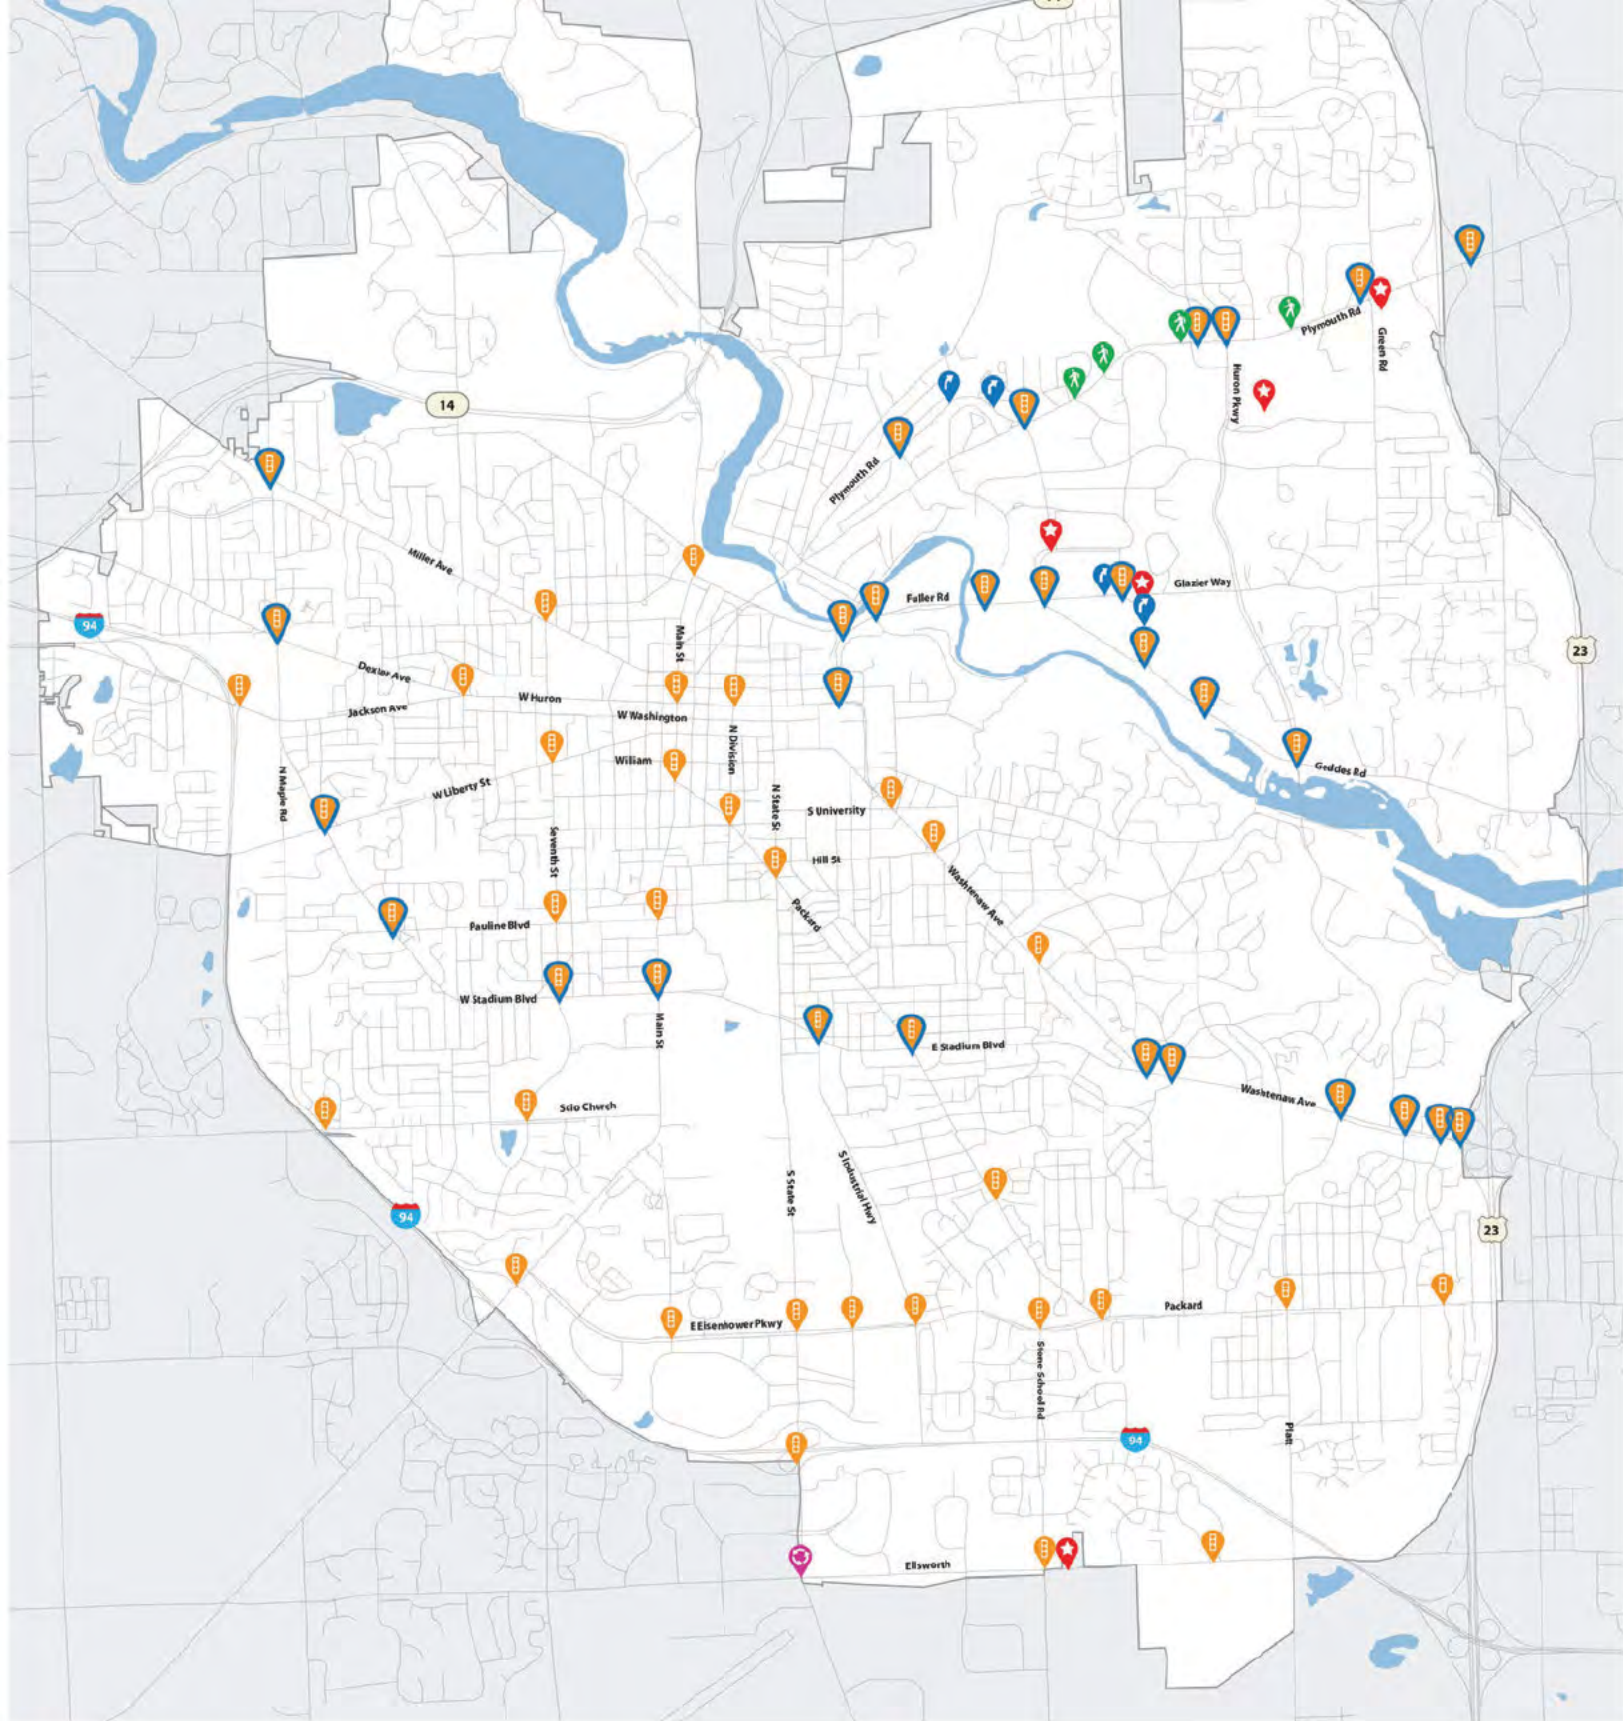 Plymouth Rd
Green Rd
Huron Pkwy
14
Plymouth Rd
Miller Ave
Glazier Way
Fuller Rd
94
Main St
23
Dexter Ave
W Huron
Jackson Ave
W Washington
N Division
William
Geddes Rd
N Maple Rd
W Liberty St
N State St
S University
Seventh St
Hill St
Washtenaw Ave
Packard
Pauline Blvd
W Stadium Blvd
Main St
E Stadium Blvd
Washtenaw Ave
Scio Church
S State St
S Industrial Hwy
94
23
Packard
E Eisenhower Pkwy
Stone School Rd
Platt
94
Ellsworth